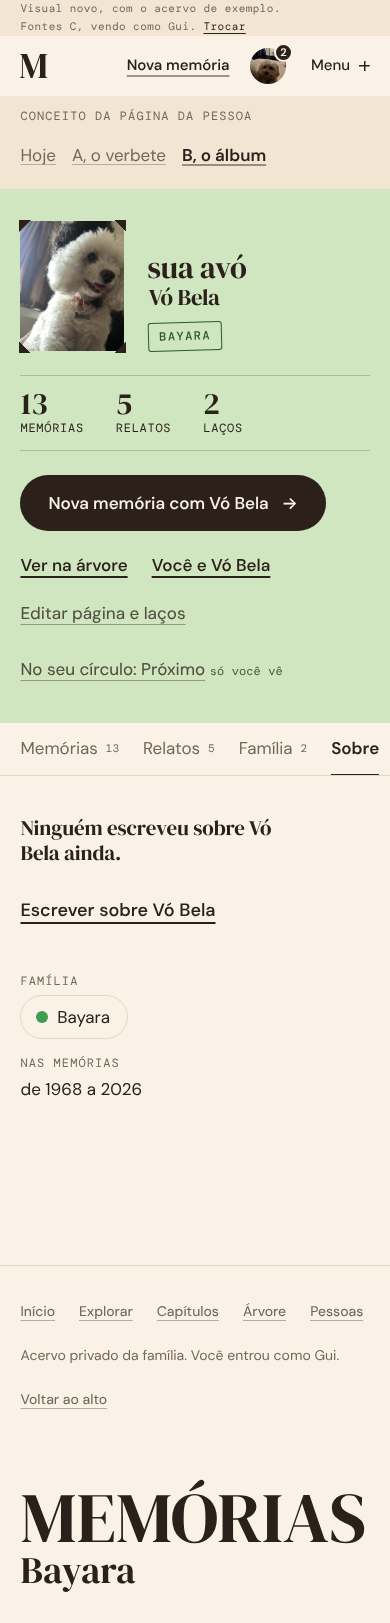 Visual novo, com o acervo de exemplo.
Fontes C, vendo como Gui. Trocar
M Nova memória 2 Menu +
CONCEITO DA PÁGINA DA PESSOA
Hoje A, o verbete B, o álbum
sua avó
Vó Bela
BAYARA
13 5 2
MEMÓRIAS RELATOS LAÇOS
Nova memória com Vó Bela →
Ver na árvore Você e Vó Bela
Editar página e laços
No seu círculo: Próximo só você vê
Memórias 13 Relatos 5 Família 2 Sobre
Ninguém escreveu sobre Vó
Bela ainda.
Escrever sobre Vó Bela
FAMÍLIA
Bayara
NAS MEMÓRIAS
de 1968 a 2026
Início Explorar Capítulos Árvore Pessoas
Acervo privado da família. Você entrou como Gui.
Voltar ao alto
MEMÓRIAS
Bayara